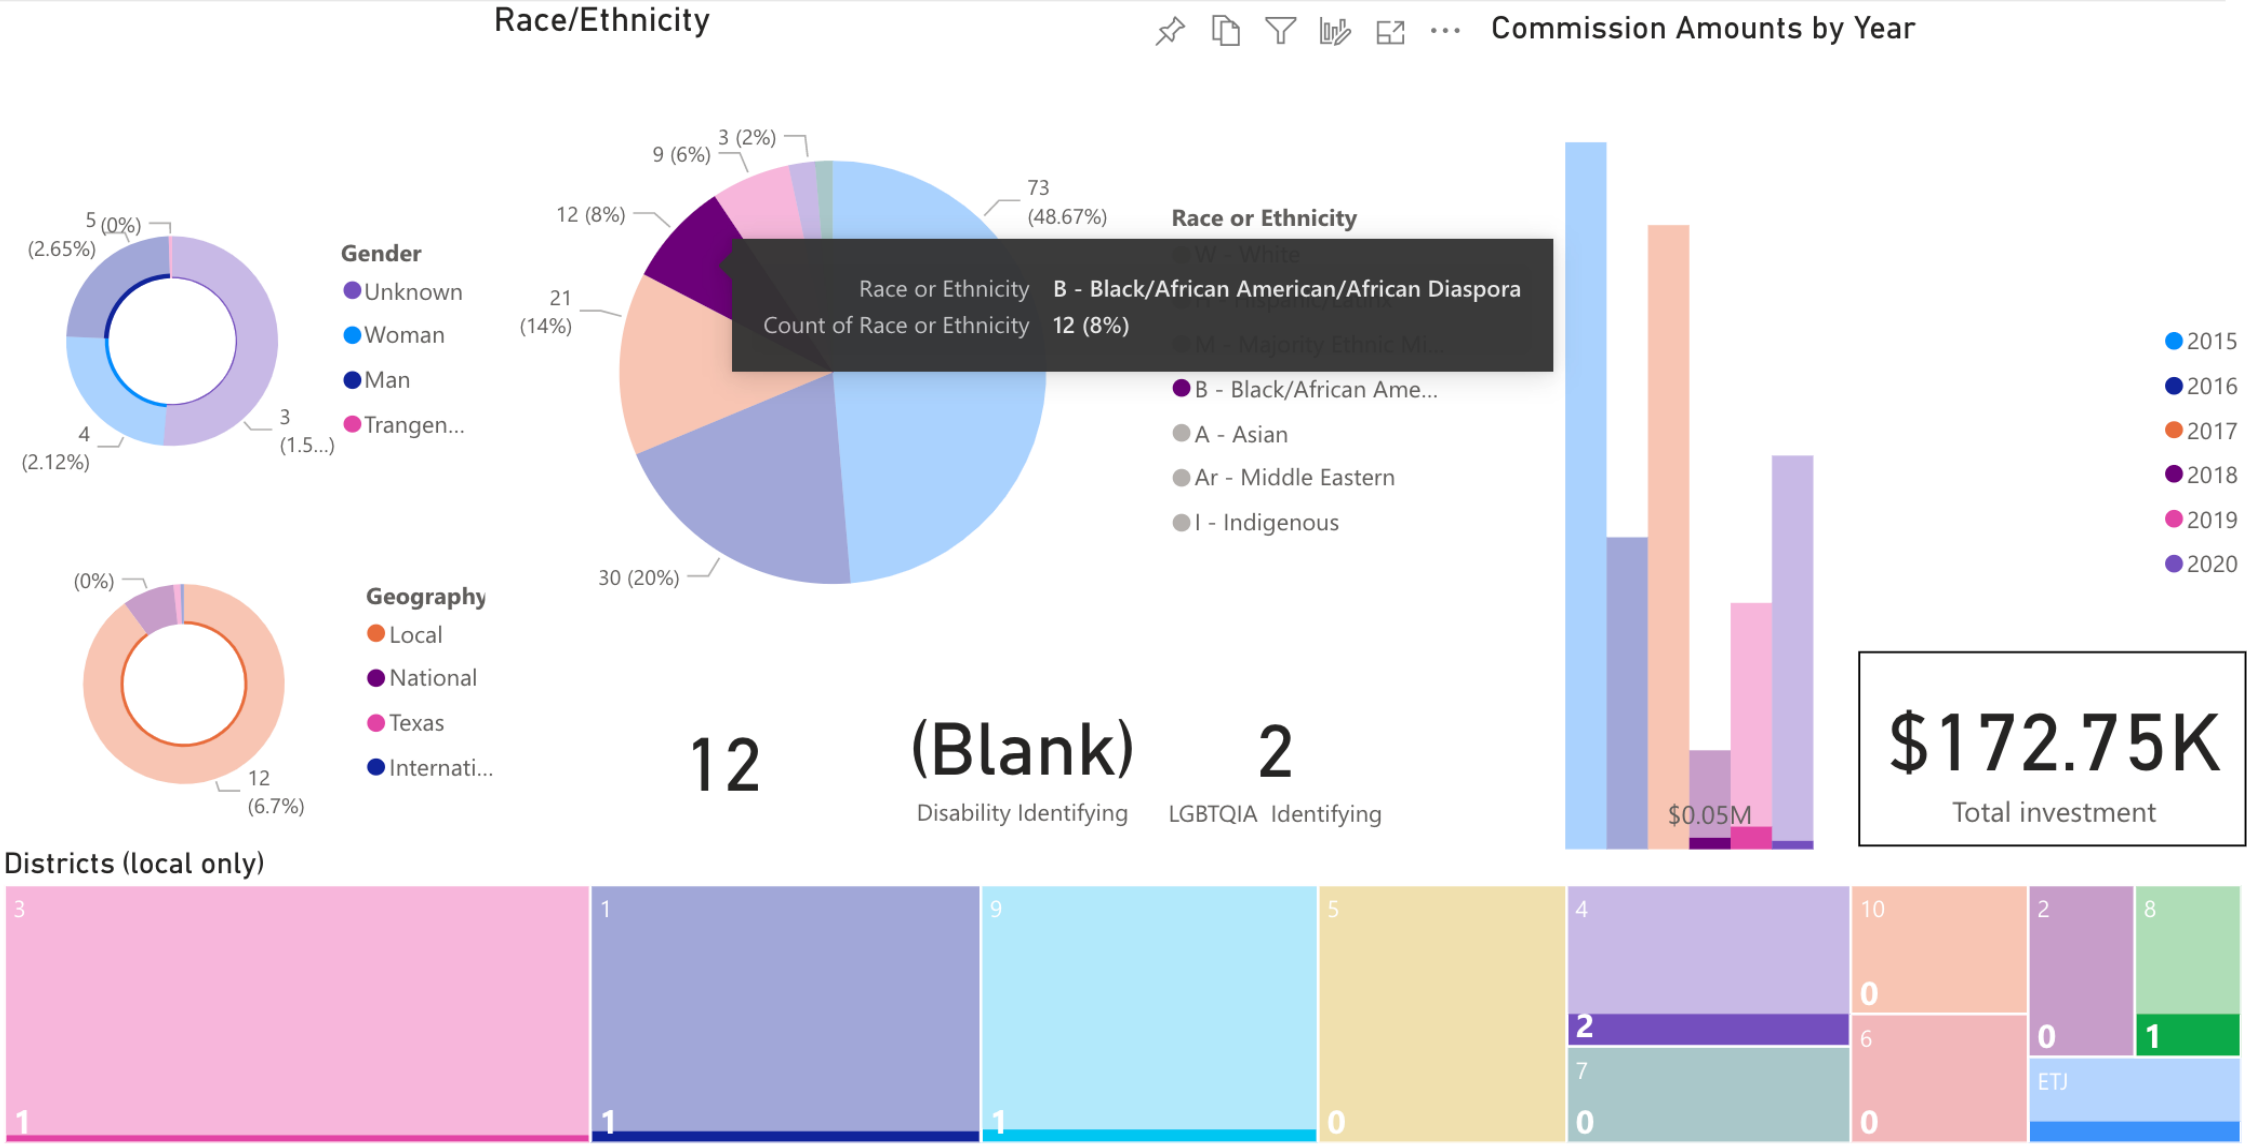 Race/Ethnicity
Commission Amounts by Year
5 (0%)
(2.65%)
4
(2.12%)
3
(1.5...)
Gender
Unknown
Woman
Man
Trangen...
3 (2%)
9 (6%)
12 (8%)
21
(14%)
30 (20%)
73
(48.67%)
Race or Ethnicity
W - White
Race or Ethnicity B - Black/African American/African Diaspora
Count of Race or Ethnicity 12 (8%)
M - Majority Ethnic Mi...
B - Black/African Ame...
A - Asian
Ar - Middle Eastern
I - Indigenous
2015
2016
2017
2018
2019
2020
$0.05M
(0%)
12
(6.7%)
Geography
Local
National
Texas
Internati...
12
(Blank)
Disability Identifying
2
LGBTQIA Identifying
$172.75K
Total investment
Districts (local only)
3
1
1
1
9
1
5
0
4
2
7
0
10
0
6
0
2
0
8
1
ETJ